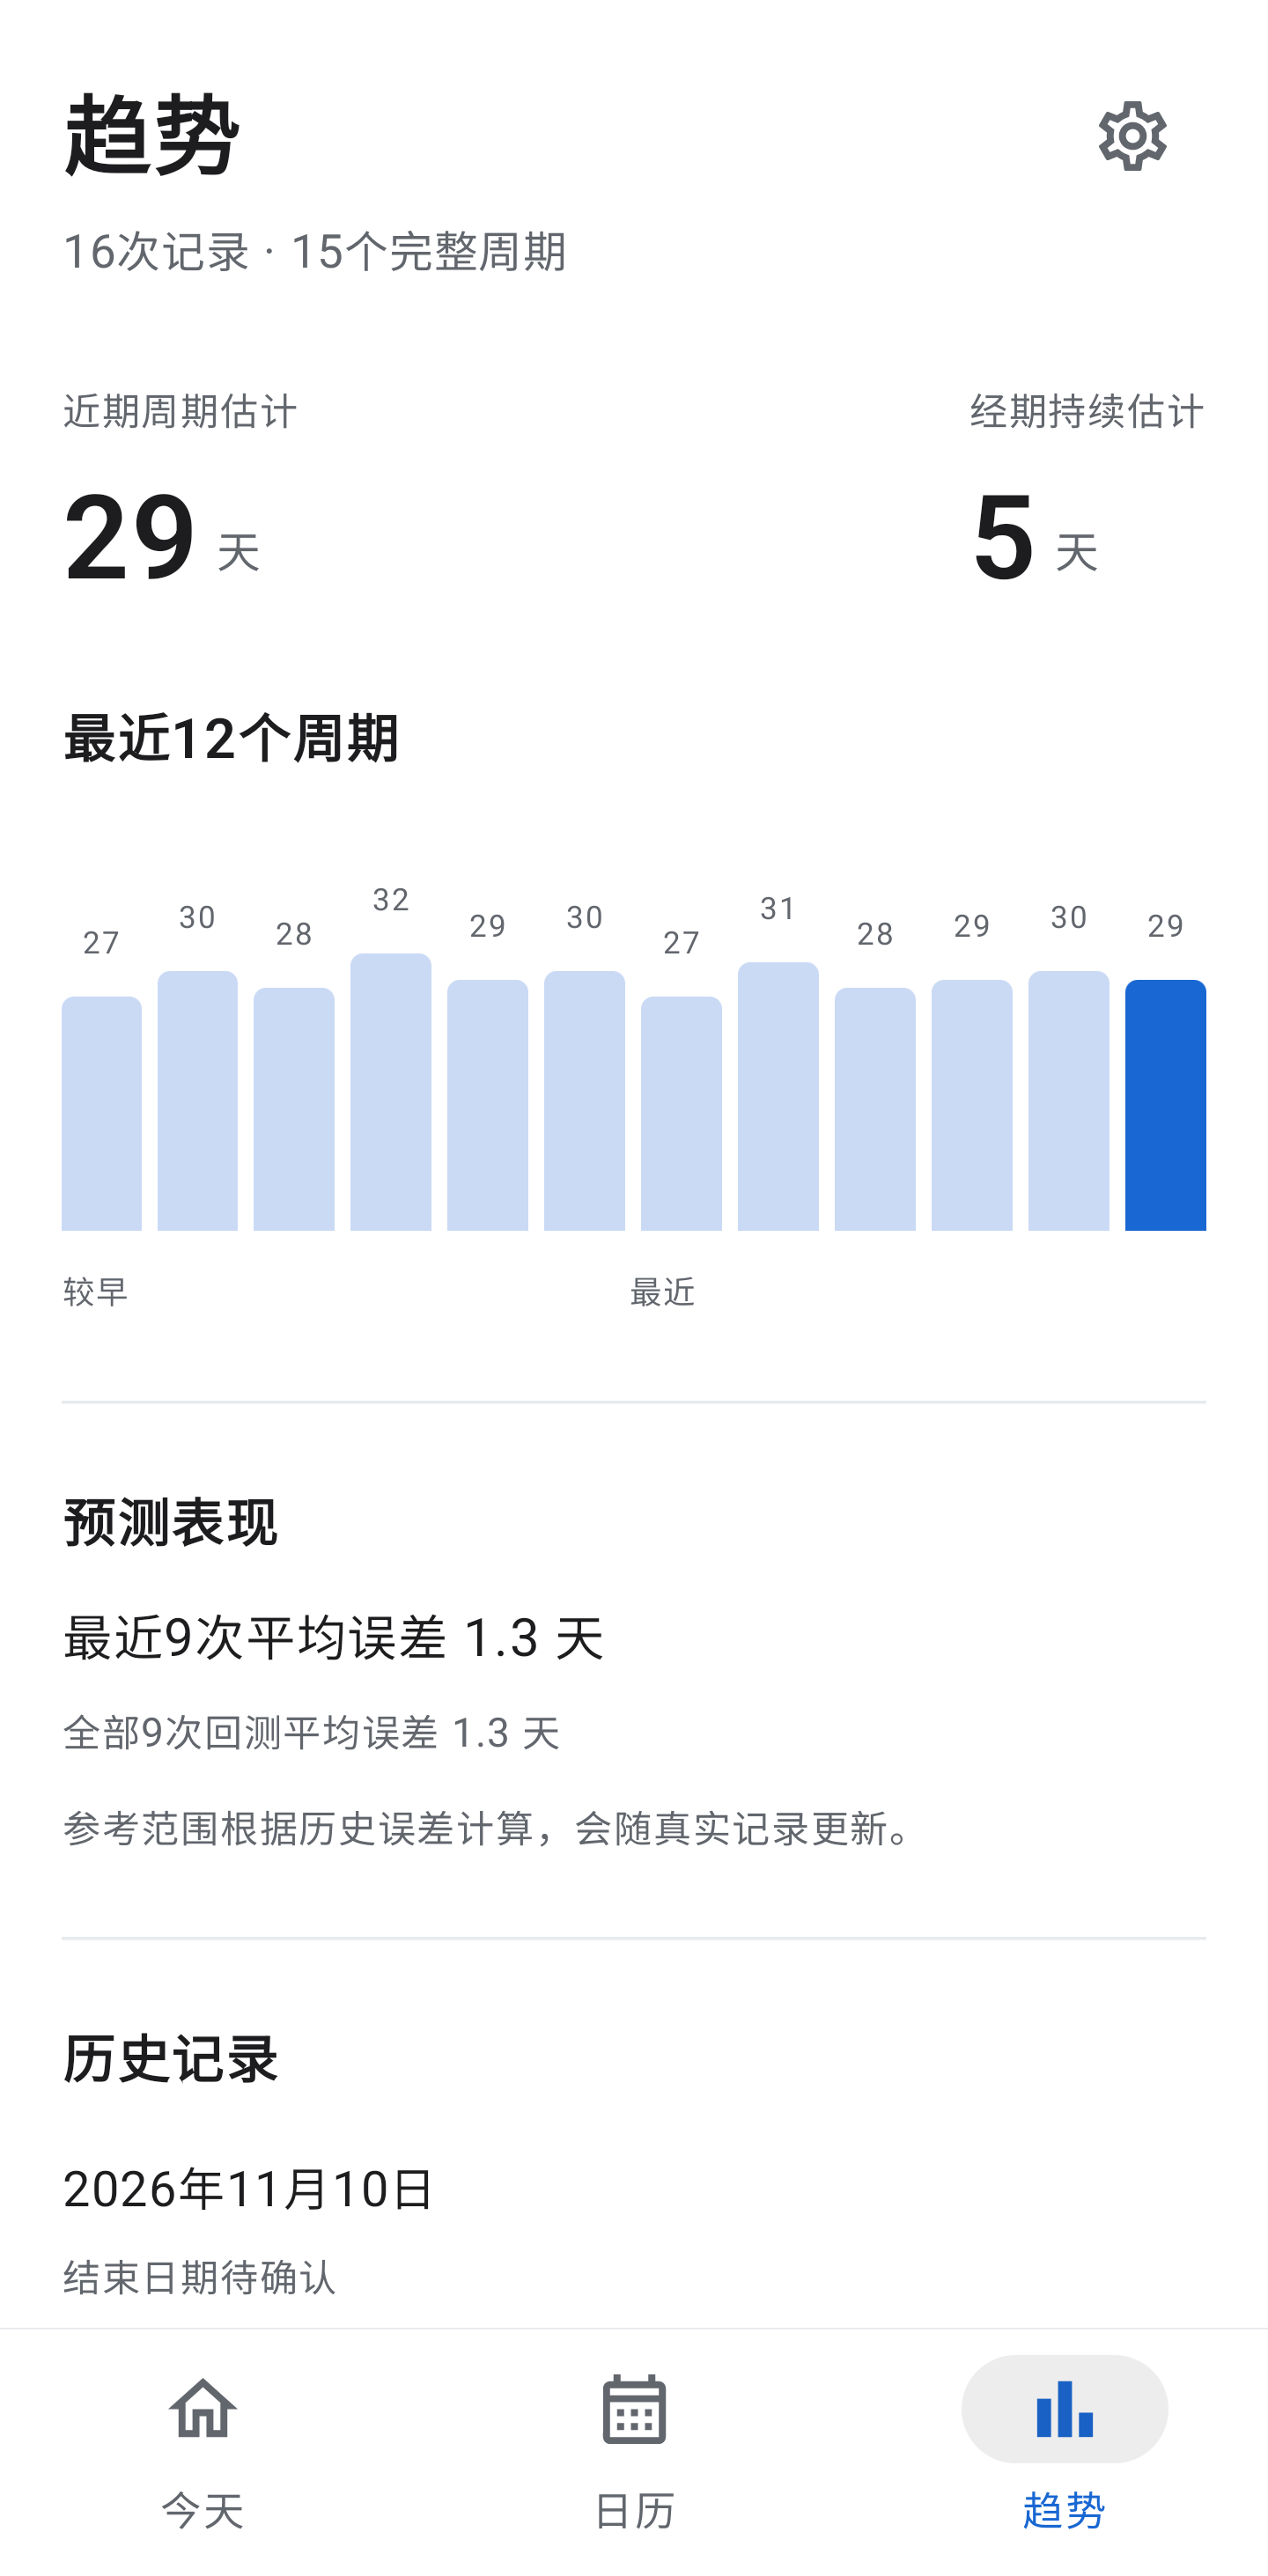 趋势
16次记录 · 15个完整周期
近期周期估计 经期持续估计
29 天 5 天
最近12个周期
27 30 28 32 29 30 27 31 28 29 30 29
较早 最近
预测表现
最近9次平均误差 1.3 天
全部9次回测平均误差 1.3 天
参考范围根据历史误差计算，会随真实记录更新。
历史记录
2026年11月10日
结束日期待确认
今天 日历 趋势